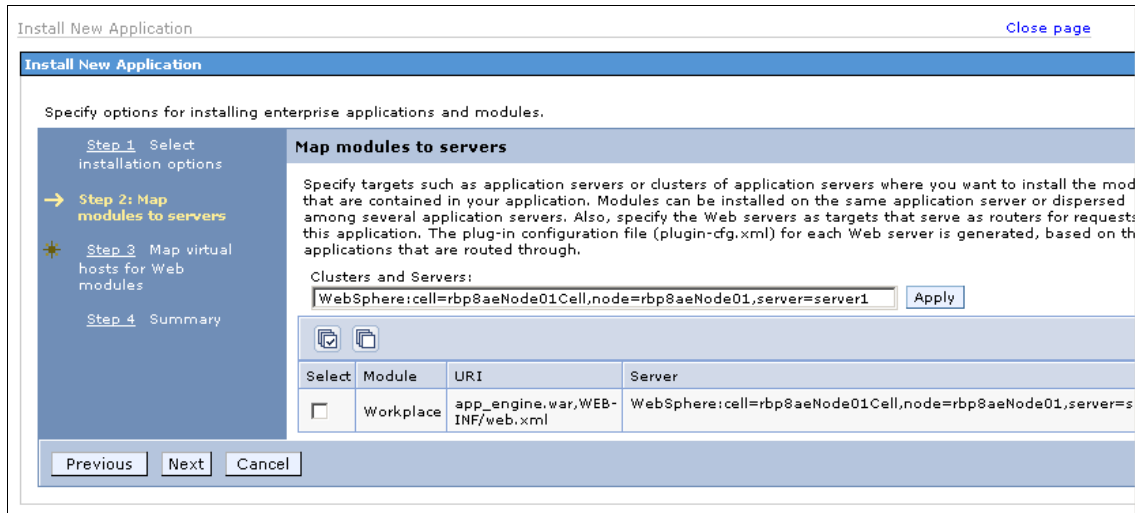 Install New Application Close page
Install New Application
Specify options for installing enterprise applications and modules.
Step 1 Select
installation options
Step 2: Map
modules to servers
Step 3 Map virtual
hosts for Web
modules
Step 4 Summary
Map modules to servers
Specify targets such as application servers or clusters of application servers where you want to install the mod
that are contained in your application. Modules can be installed on the same application server or dispersed
among several application servers. Also, specify the Web servers as targets that serve as routers for requests
this application. The plug-in configuration file (plugin-cfg.xml) for each Web server is generated, based on th
applications that are routed through.
Clusters and Servers:
WebSphere:cell=rbp8aeNode01Cell,node=rbp8aeNode01,server=server1 Apply
Select Module URI Server
Workplace app_engine.war,WEB-
INF/web.xml WebSphere:cell=rbp8aeNode01Cell,node=rbp8aeNode01,server=s
Previous Next Cancel